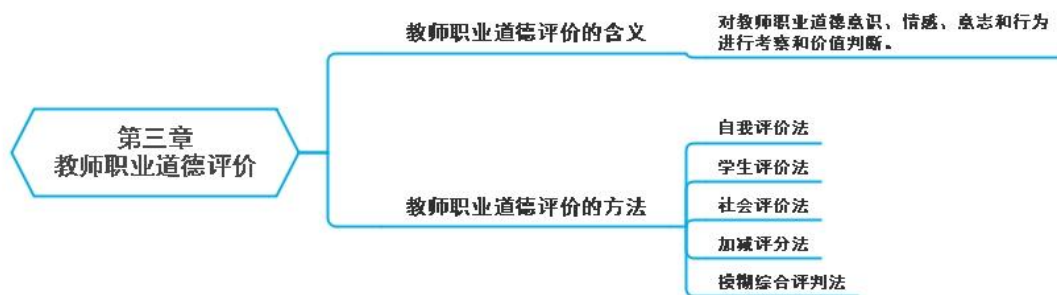 第三章
教师职业道德评价
教师职业道德评价的含义
对教师职业道德意识、情感、意志和行为
进行考察和价值判断。
教师职业道德评价的方法
自我评价法
学生评价法
社会评价法
加减评分法
模糊综合评判法